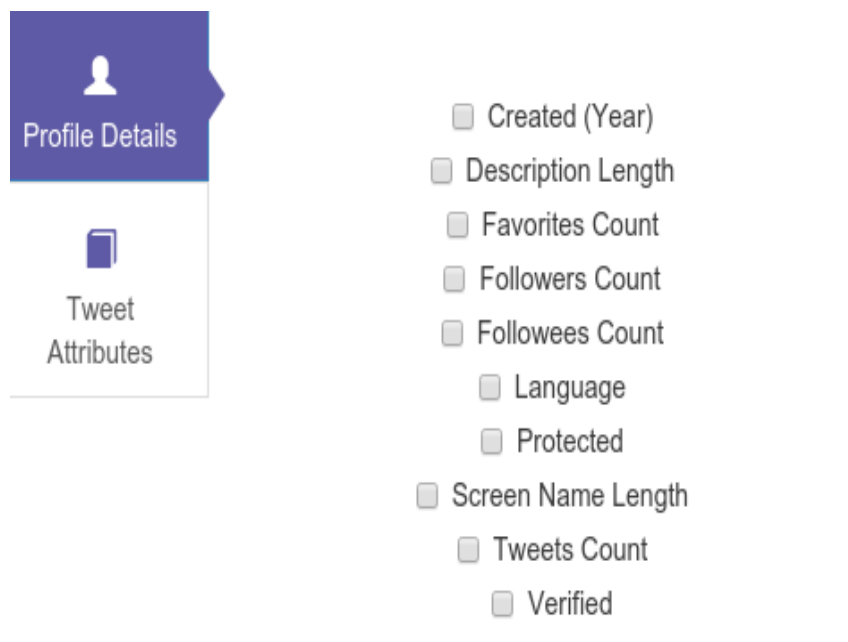 Profile Details
Tweet
Attributes
Created (Year)
Description Length
Favorites Count
Followers Count
Followees Count
Language
Protected
Screen Name Length
Tweets Count
Verified